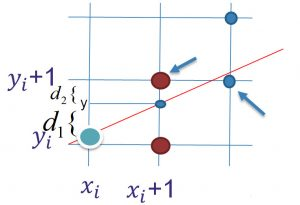 yᵢ+1
d₂{ y
d₁{
yᵢ
xᵢ xᵢ+1